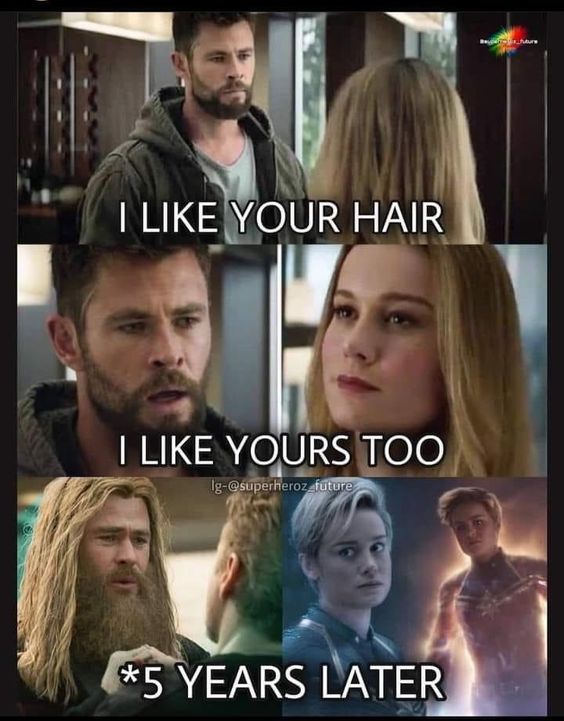 I LIKE YOUR HAIR
I LIKE YOURS TOO
Ig-@superheroz_future
*5 YEARS LATER